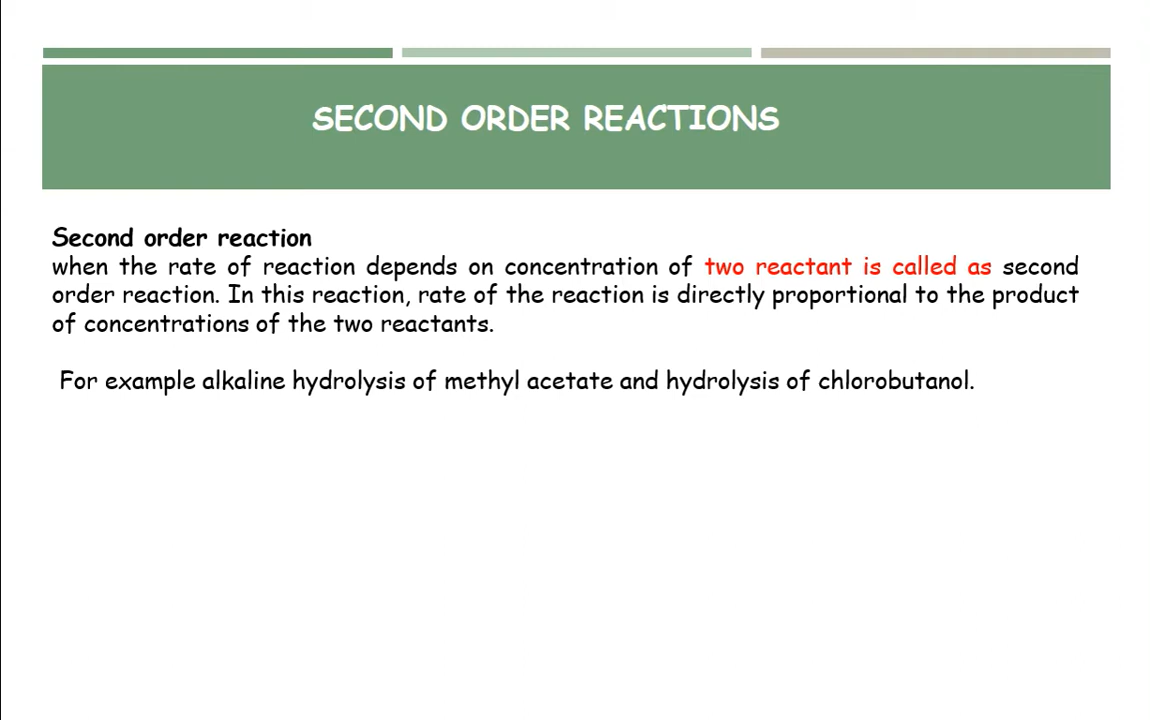 SECOND ORDER REACTIONS
Second order reaction
when the rate of reaction depends on concentration of two reactant is called as second
order reaction. In this reaction, rate of the reaction is directly proportional to the product
of concentrations of the two reactants.
For example alkaline hydrolysis of methyl acetate and hydrolysis of chlorobutanol.